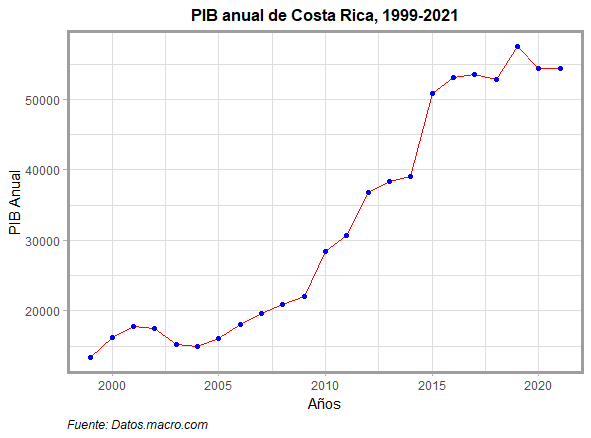 PIB anual de Costa Rica, 1999-2021
PIB Anual
50000
40000
30000
20000
2000 2005 2010 2015 2020
Años
Fuente: Datos.macro.com